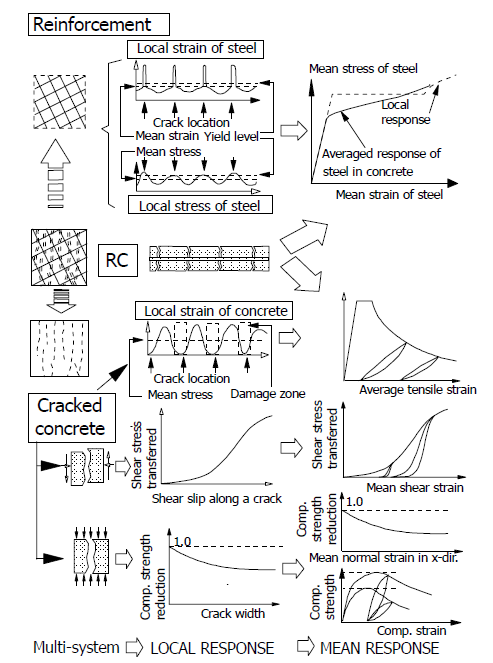 Reinforcement
Local strain of steel
Crack location
Mean strain Yield level
Mean stress
Local stress of steel
Mean stress of steel
Local
response
Averaged response of
steel in concrete
Mean strain of steel
RC
Local strain of concrete
Crack location
Mean stress
Damage zone
Average tensile strain
Cracked
concrete
Shear stress
transferred
Shear slip along a crack
Shear stress
transferred
Mean shear strain
Comp. strength
reduction
1.0
Crack width
Comp.
strength
reduction
1.0
Mean normal strain in x-dir.
Comp.
strength
Comp. strain
Multi-system LOCAL RESPONSE MEAN RESPONSE